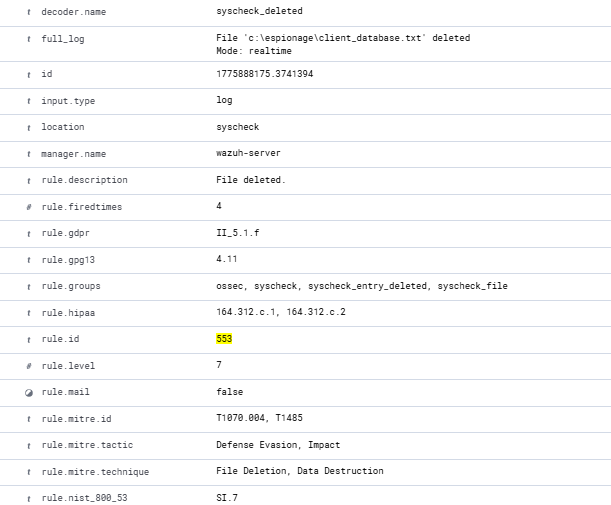 t decoder.name syscheck_deleted
t full_log File 'c:\espionage\client_database.txt' deleted
Mode: realtime
t id 1775888175.3741394
t input.type log
t location syscheck
t manager.name wazuh-server
t rule.description File deleted.
# rule.firedtimes 4
t rule.gdpr II_5.1.f
t rule.gpg13 4.11
t rule.groups ossec, syscheck, syscheck_entry_deleted, syscheck_file
t rule.hipaa 164.312.c.1, 164.312.c.2
t rule.id 553
# rule.level 7
rule.mail false
t rule.mitre.id T1070.004, T1485
t rule.mitre.tactic Defense Evasion, Impact
t rule.mitre.technique File Deletion, Data Destruction
t rule.nist_800_53 SI.7